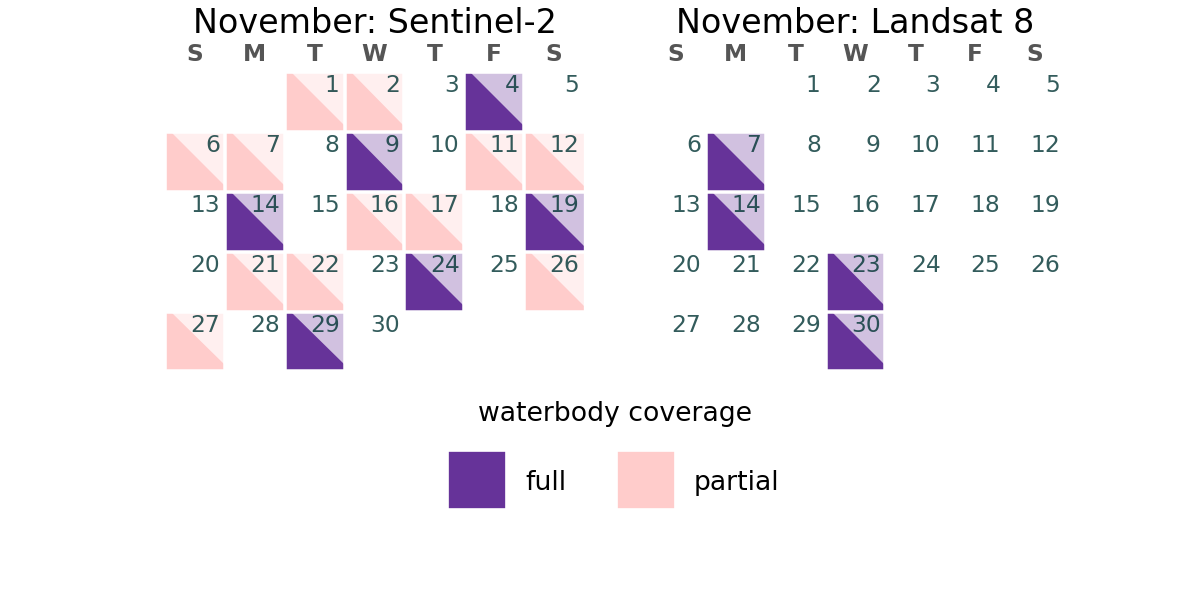 November: Sentinel-2
S M T W T F S
1 2 3 4 5
6 7 8 9 10 11 12
13 14 15 16 17 18 19
20 21 22 23 24 25 26
27 28 29 30
November: Landsat 8
S M T W T F S
1 2 3 4 5
6 7 8 9 10 11 12
13 14 15 16 17 18 19
20 21 22 23 24 25 26
27 28 29 30
waterbody coverage
full
partial